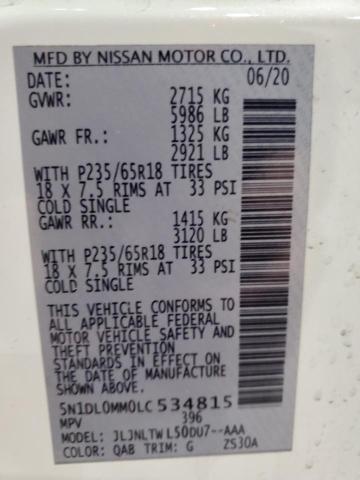 MFD BY NISSAN MOTOR CO., LTD.
DATE: 06/20
GVWR: 2715 KG
5986 LB
GAWR FR.: 1325 KG
2921 LB
WITH P235/65R18 TIRES
18 X 7.5 RIMS AT 33 PSI
COLD SINGLE
GAWR RR.: 1415 KG
3120 LB
WITH P235/65R18 TIRES
18 X 7.5 RIMS AT 33 PSI
COLD SINGLE
THIS VEHICLE CONFORMS TO
ALL APPLICABLE FEDERAL
MOTOR VEHICLE SAFETY AND
THEFT PREVENTION
STANDARDS IN EFFECT ON
THE DATE OF MANUFACTURE
SHOWN ABOVE.
5N1DL0MM0LC534815
MPV 396
MODEL: JLJNLTWL50DU7--AAA
COLOR: QAB TRIM: G ZS30A